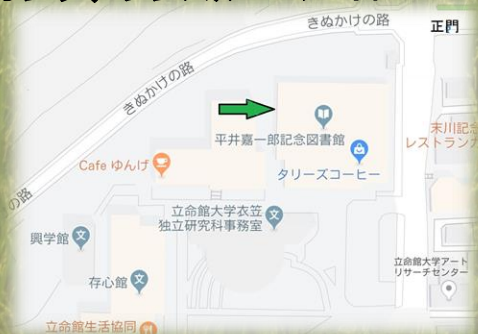 きぬかけの路
正門
きぬかけの路
平井嘉一郎記念図書館
末川記念
レストランカ
Cafe ゆんげ
タリーズコーヒー
の路
立命館大学衣笠
独立研究科事務室
興学館
立命館大学アート
リサーチセンター
存心館
立命館生活協同